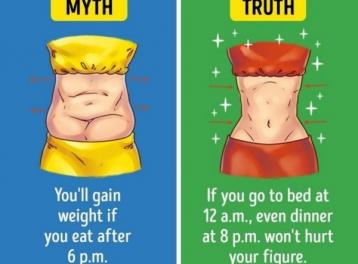 MYTH
You'll gain
weight if
you eat after
6 p.m.
TRUTH
If you go to bed at
12 a.m., even dinner
at 8 p.m. won't hurt
your figure.